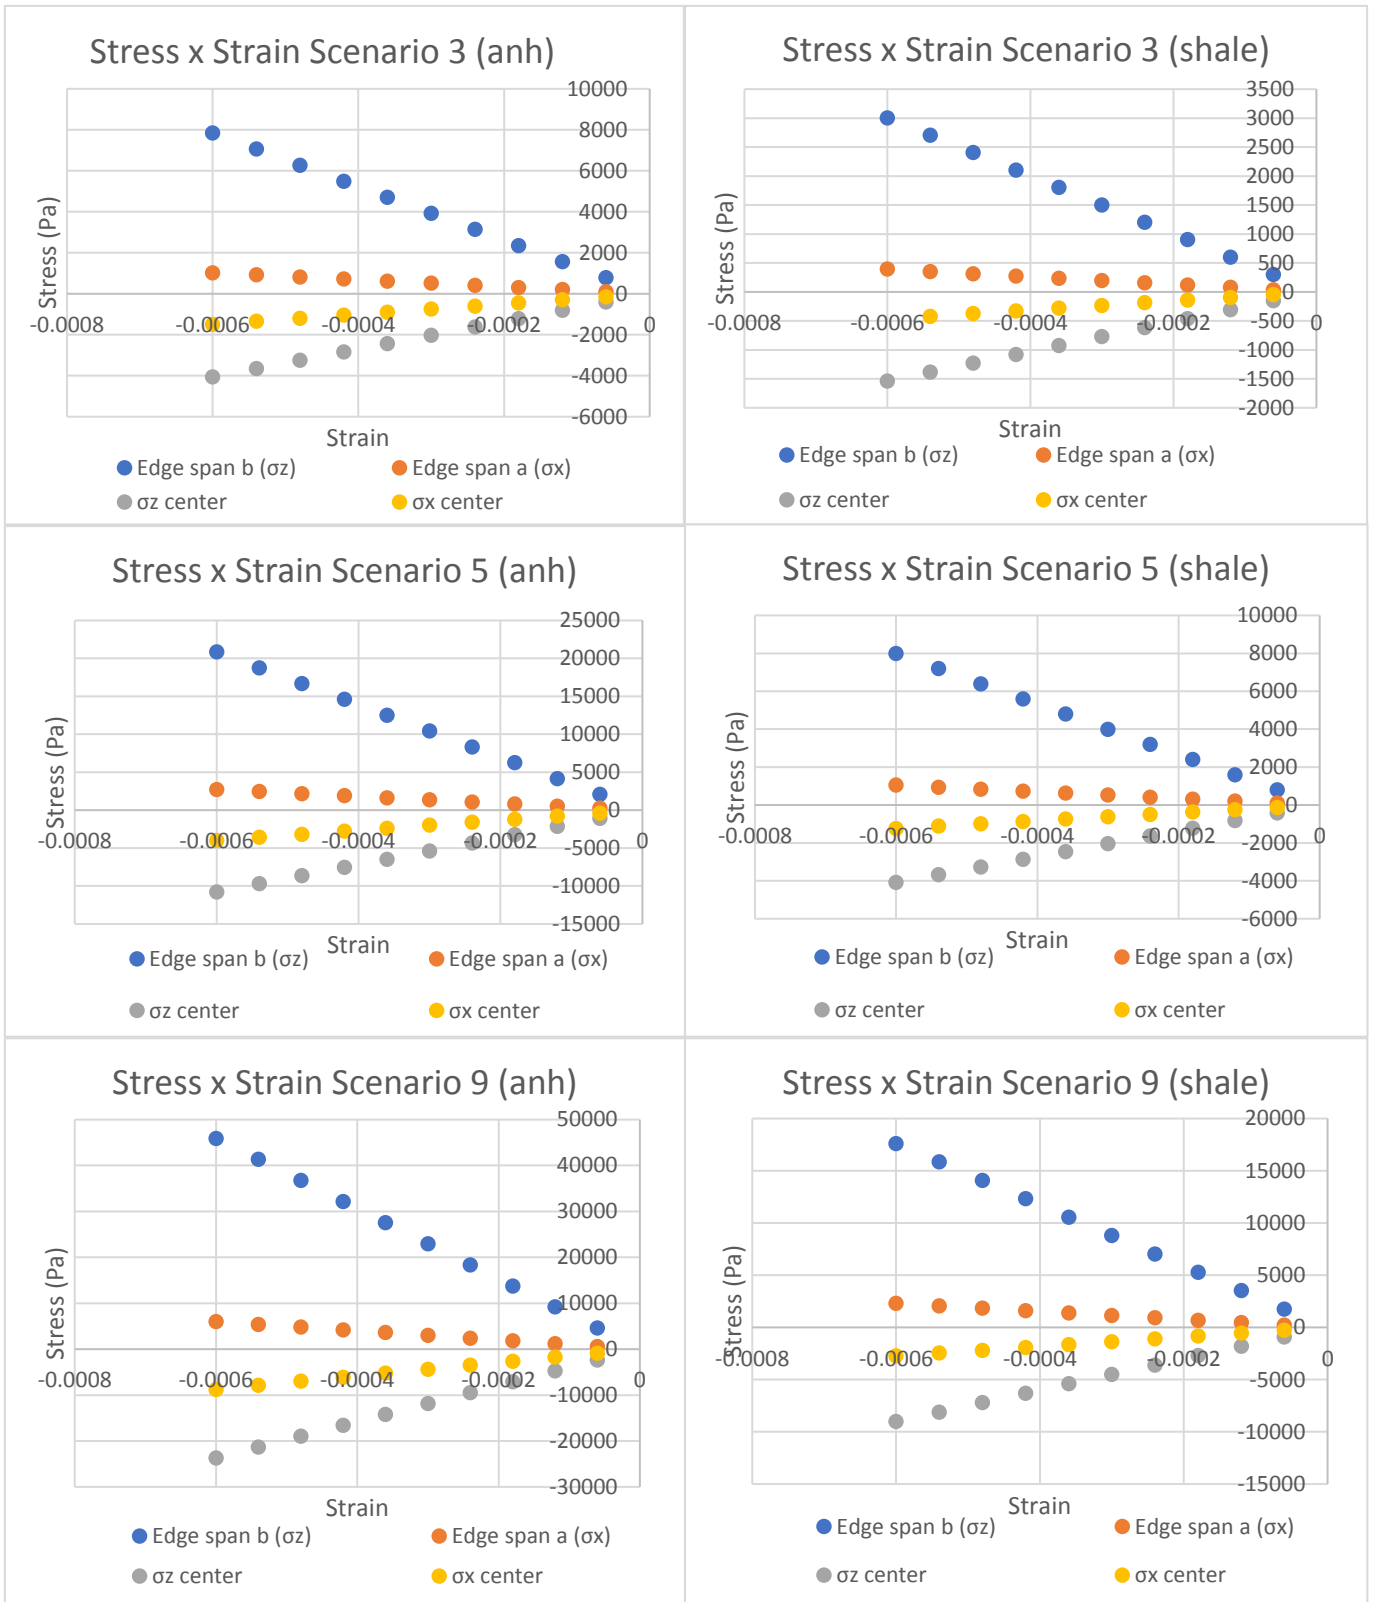 Stress x Strain Scenario 3 (anh)
10000
8000
6000
4000
2000
0
-2000
-4000
-6000
-0.0008 -0.0006 -0.0004 -0.0002 0
Stress (Pa)
Strain
Edge span b (σz) Edge span a (σx)
σz center σx center
Stress x Strain Scenario 3 (shale)
3500
3000
2500
2000
1500
1000
500
0
-500
-1000
-1500
-2000
-0.0008 -0.0006 -0.0004 -0.0002 0
Stress (Pa)
Strain
Edge span b (σz) Edge span a (σx)
σz center σx center
Stress x Strain Scenario 5 (anh)
25000
20000
15000
10000
5000
0
-5000
-10000
-15000
-0.0008 -0.0006 -0.0004 -0.0002 0
Stress (Pa)
Strain
Edge span b (σz) Edge span a (σx)
σz center σx center
Stress x Strain Scenario 5 (shale)
10000
8000
6000
4000
2000
0
-2000
-4000
-6000
-0.0008 -0.0006 -0.0004 -0.0002 0
Stress (Pa)
Strain
Edge span b (σz) Edge span a (σx)
σz center σx center
Stress x Strain Scenario 9 (anh)
50000
40000
30000
20000
10000
0
-10000
-20000
-30000
-0.0008 -0.0006 -0.0004 -0.0002 0
Stress (Pa)
Strain
Edge span b (σz) Edge span a (σx)
σz center σx center
Stress x Strain Scenario 9 (shale)
20000
15000
10000
5000
0
-5000
-10000
-15000
-0.0008 -0.0006 -0.0004 -0.0002 0
Stress (Pa)
Strain
Edge span b (σz) Edge span a (σx)
σz center σx center